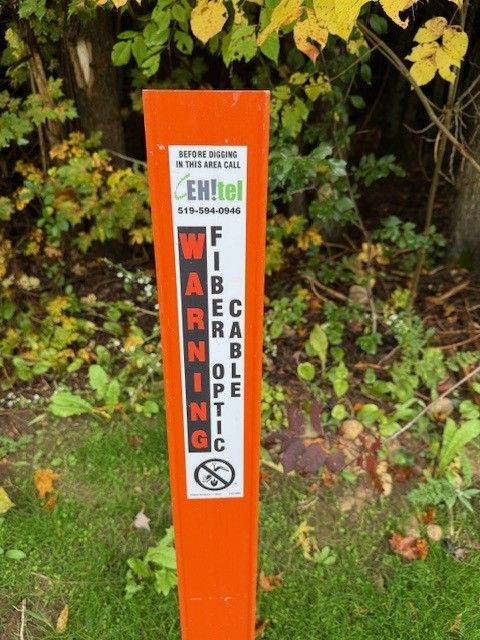 BEFORE DIGGING
IN THIS AREA CALL
EH!tel
519-594-0946
WARNING
FIBER OPTIC
CABLE